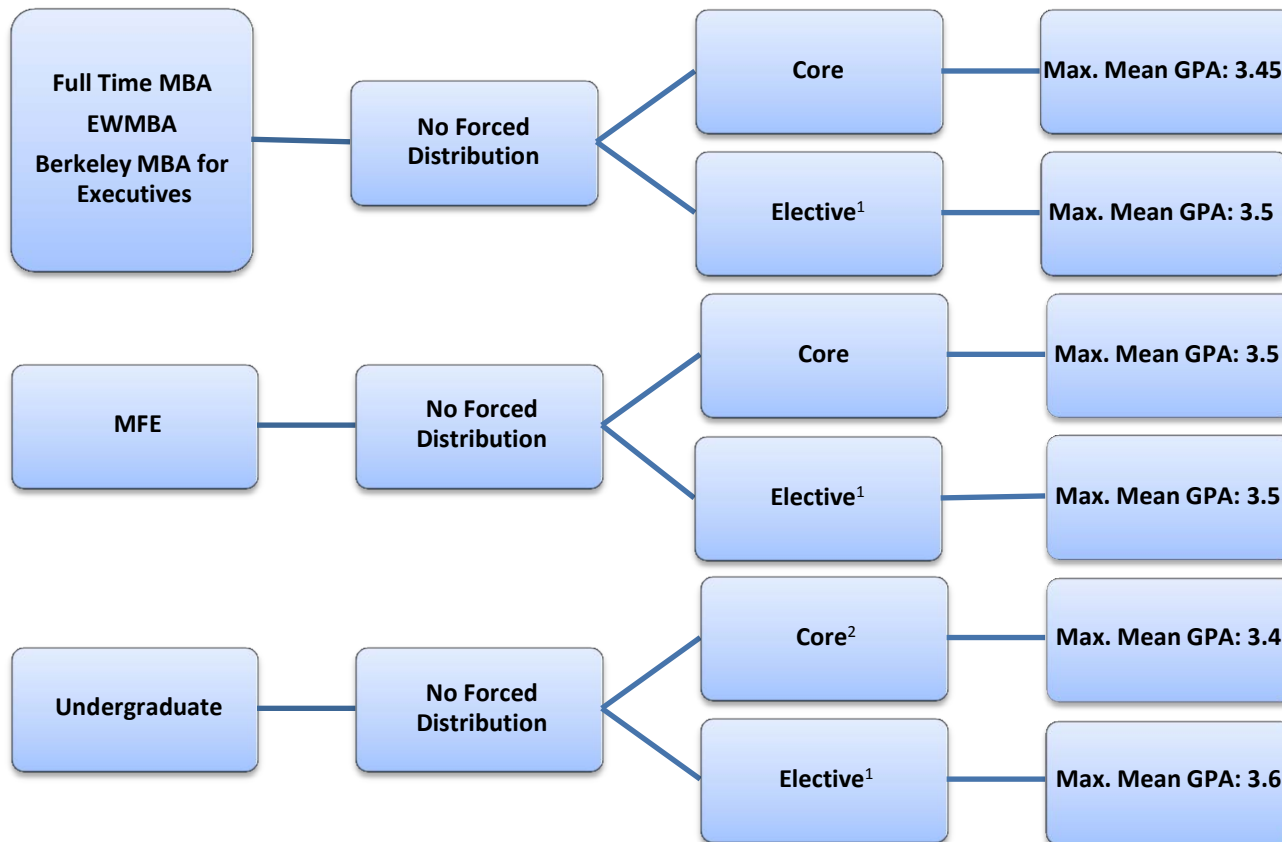 Full Time MBA
EWMBA
Berkeley MBA for
Executives
No Forced
Distribution
Core
Max. Mean GPA: 3.45
Elective¹
Max. Mean GPA: 3.5
MFE
No Forced
Distribution
Core
Max. Mean GPA: 3.5
Elective¹
Max. Mean GPA: 3.5
Undergraduate
No Forced
Distribution
Core²
Max. Mean GPA: 3.4
Elective¹
Max. Mean GPA: 3.6